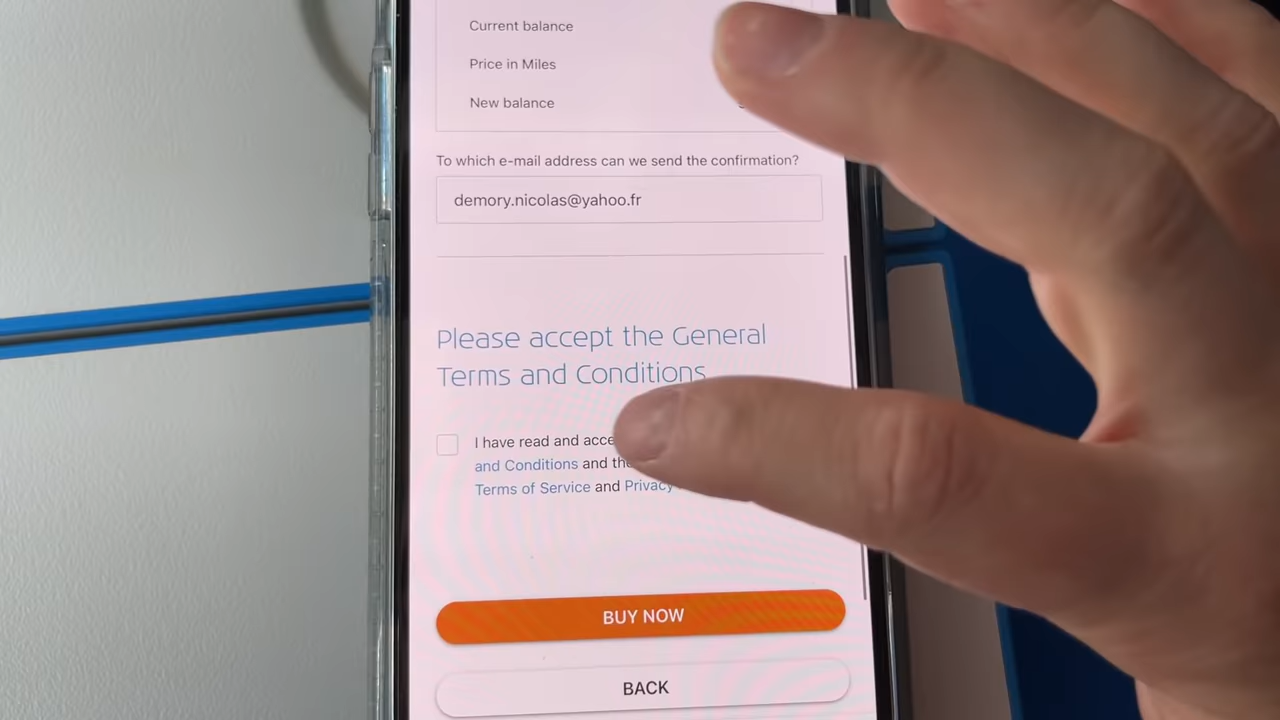 Current balance
Price in Miles
New balance
To which e-mail address can we send the confirmation?
demory.nicolas@yahoo.fr
Please accept the General
Terms and Conditions
I have read and
and Conditions and
Terms of Service and Privacy
BUY NOW
BACK